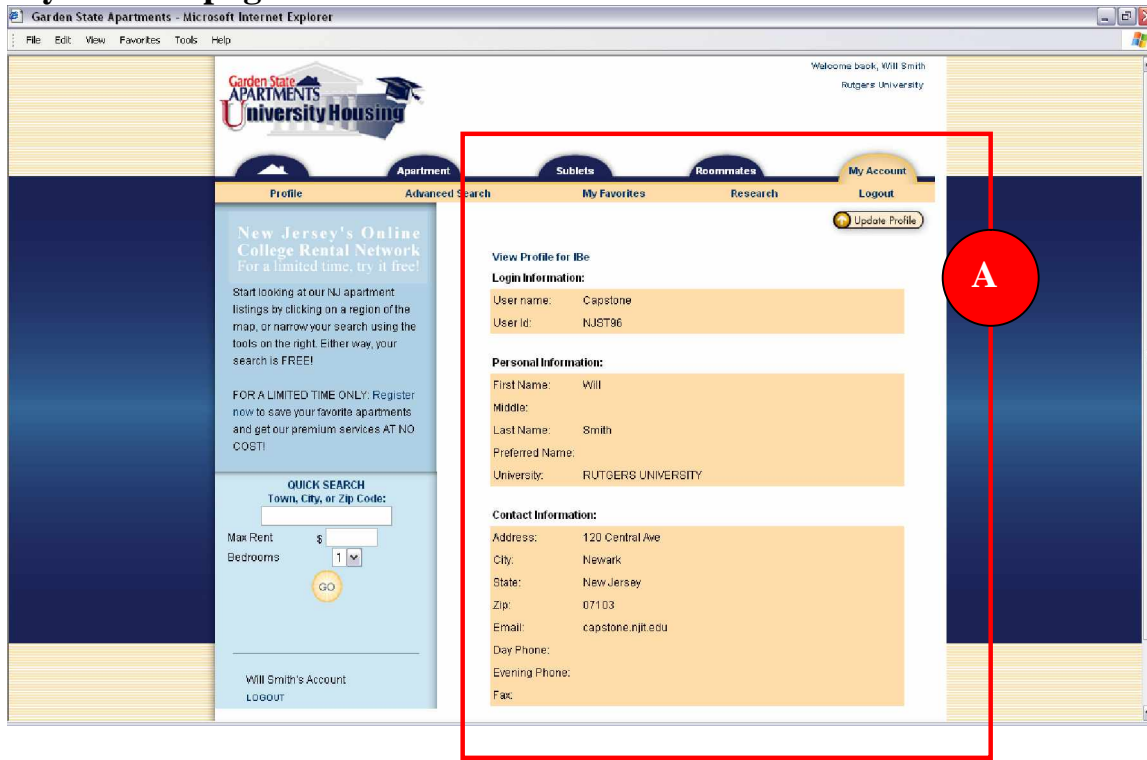 Garden State Apartments - Microsoft Internet Explorer
File Edit View Favorites Tools Help
Welcome back, Will Smith
Rutgers University
Garden State
APARTMENTS
University Housing
Apartment Sublets Roommates My Account
Profile Advanced Search My Favorites Research Logout
Update Profile
New Jersey's Online
College Rental Network
For a limited time, try it free!
Start looking at our NJ apartment
listings by clicking on a region of the
map, or narrow your search using the
tools on the right. Either way, your
search is FREE!
FOR A LIMITED TIME ONLY: Register
now to save your favorite apartments
and get our premium services AT NO
COST!
QUICK SEARCH
Town, City, or Zip Code:
Max Rent $
Bedrooms 1
GO
Will Smith's Account
LOGOUT
View Profile for IBe
Login Information:
User name: Capstone
User Id: NJST96
Personal Information:
First Name: Will
Middle:
Last Name: Smith
Preferred Name:
University: RUTGERS UNIVERSITY
Contact Information:
Address: 120 Central Ave
City: Newark
State: New Jersey
Zip: 07103
Email: capstone.njit.edu
Day Phone:
Evening Phone:
Fax:
A